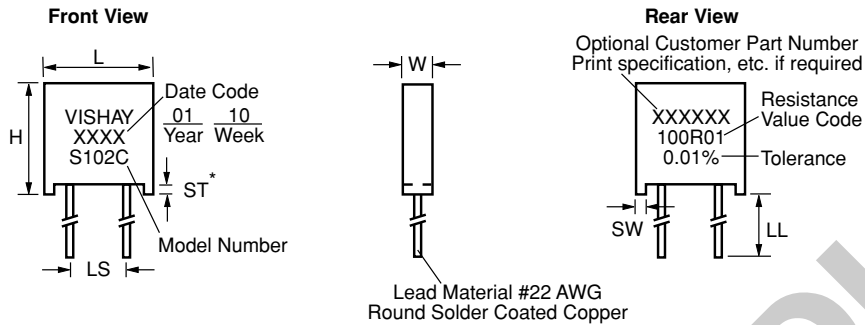 Front View
L
H
VISHAY
XXXX
S102C
Date Code
01 10
Year Week
ST*
Model Number
LS
W
Lead Material #22 AWG
Round Solder Coated Copper
Rear View
Optional Customer Part Number
Print specification, etc. if required
XXXXXX
100R01
0.01%
Resistance
Value Code
Tolerance
SW
LL